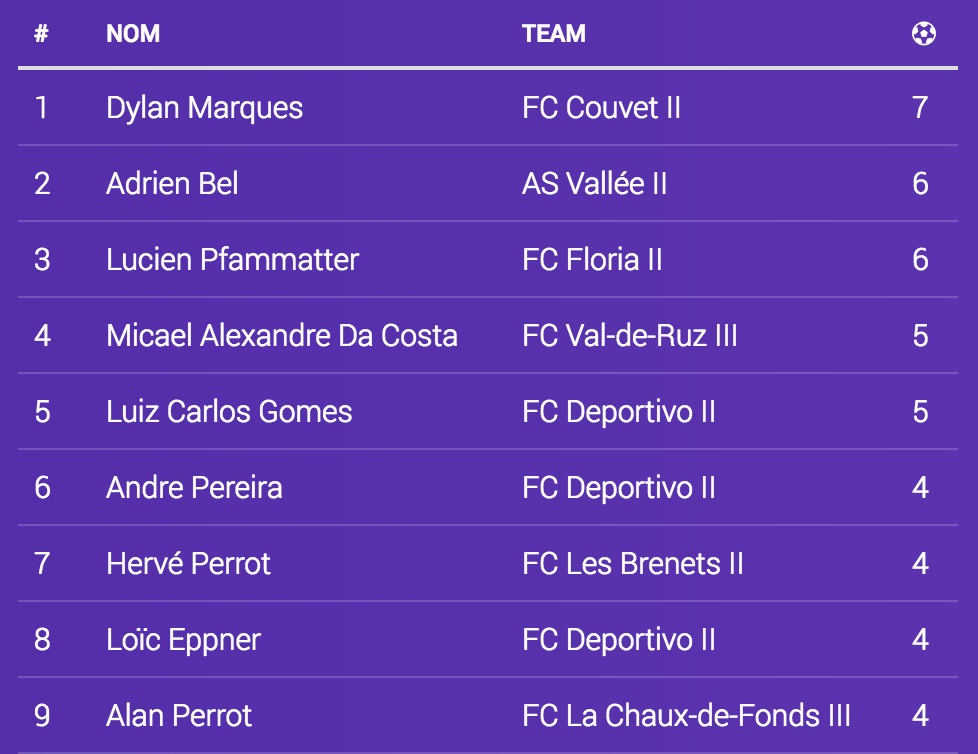 # NOM TEAM
1 Dylan Marques FC Couvet II 7
2 Adrien Bel AS Vallée II 6
3 Lucien Pfammatter FC Floria II 6
4 Micael Alexandre Da Costa FC Val-de-Ruz III 5
5 Luiz Carlos Gomes FC Deportivo II 5
6 Andre Pereira FC Deportivo II 4
7 Hervé Perrot FC Les Brenets II 4
8 Loïc Eppner FC Deportivo II 4
9 Alan Perrot FC La Chaux-de-Fonds III 4